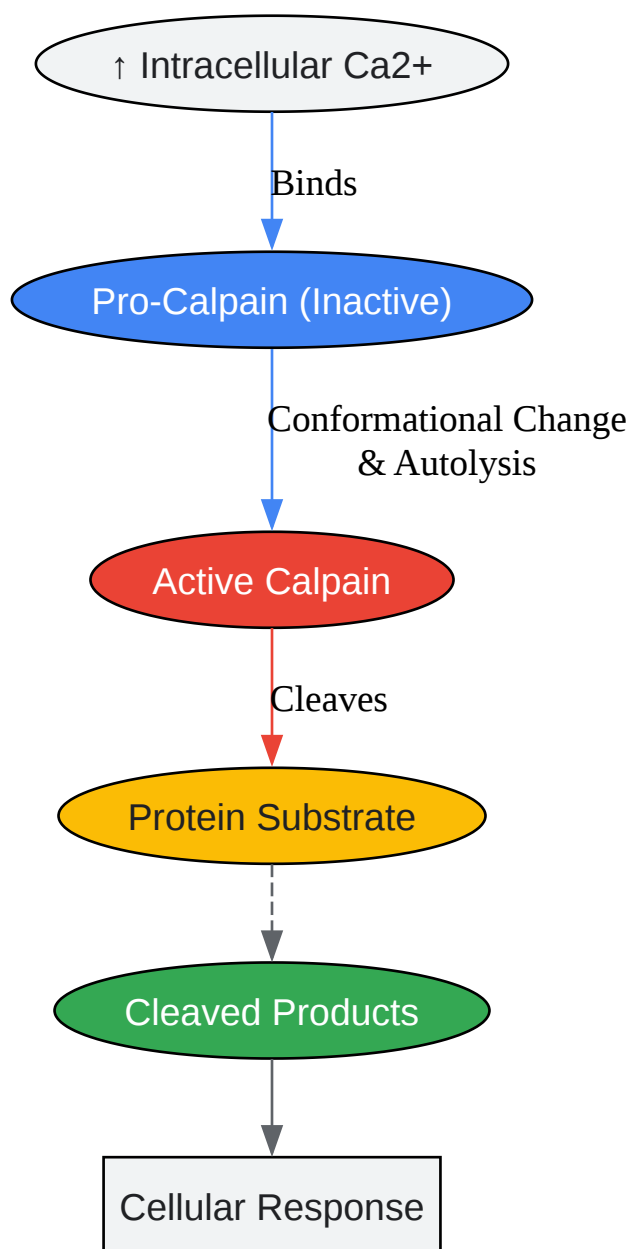 ↑ Intracellular Ca2+
Binds
Pro-Calpain (Inactive)
Conformational Change
& Autolysis
Active Calpain
Cleaves
Protein Substrate
Cleaved Products
Cellular Response